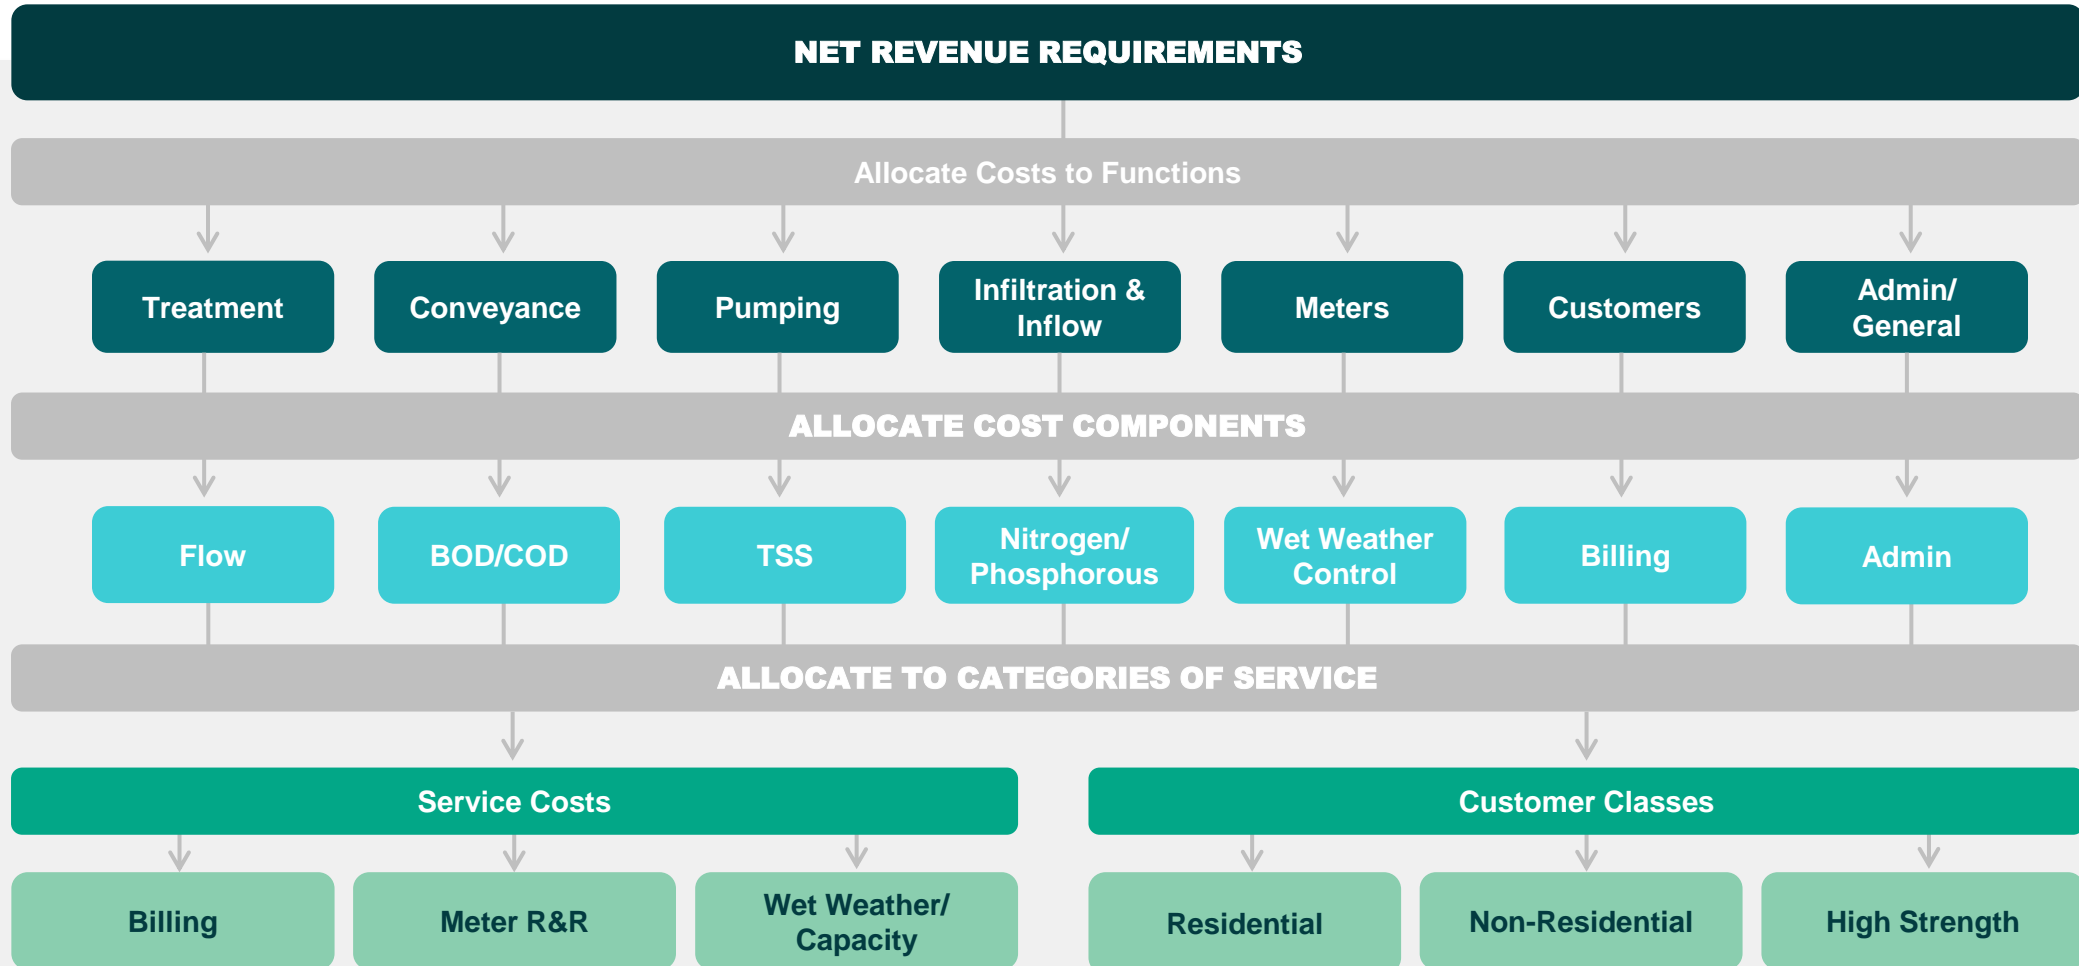 NET REVENUE REQUIREMENTS
Allocate Costs to Functions
Treatment
Conveyance
Pumping
Infiltration &
Inflow
Meters
Customers
Admin/
General
ALLOCATE COST COMPONENTS
Flow
BOD/COD
TSS
Nitrogen/
Phosphorous
Wet Weather
Control
Billing
Admin
ALLOCATE TO CATEGORIES OF SERVICE
Service Costs
Customer Classes
Billing
Meter R&R
Wet Weather/
Capacity
Residential
Non-Residential
High Strength